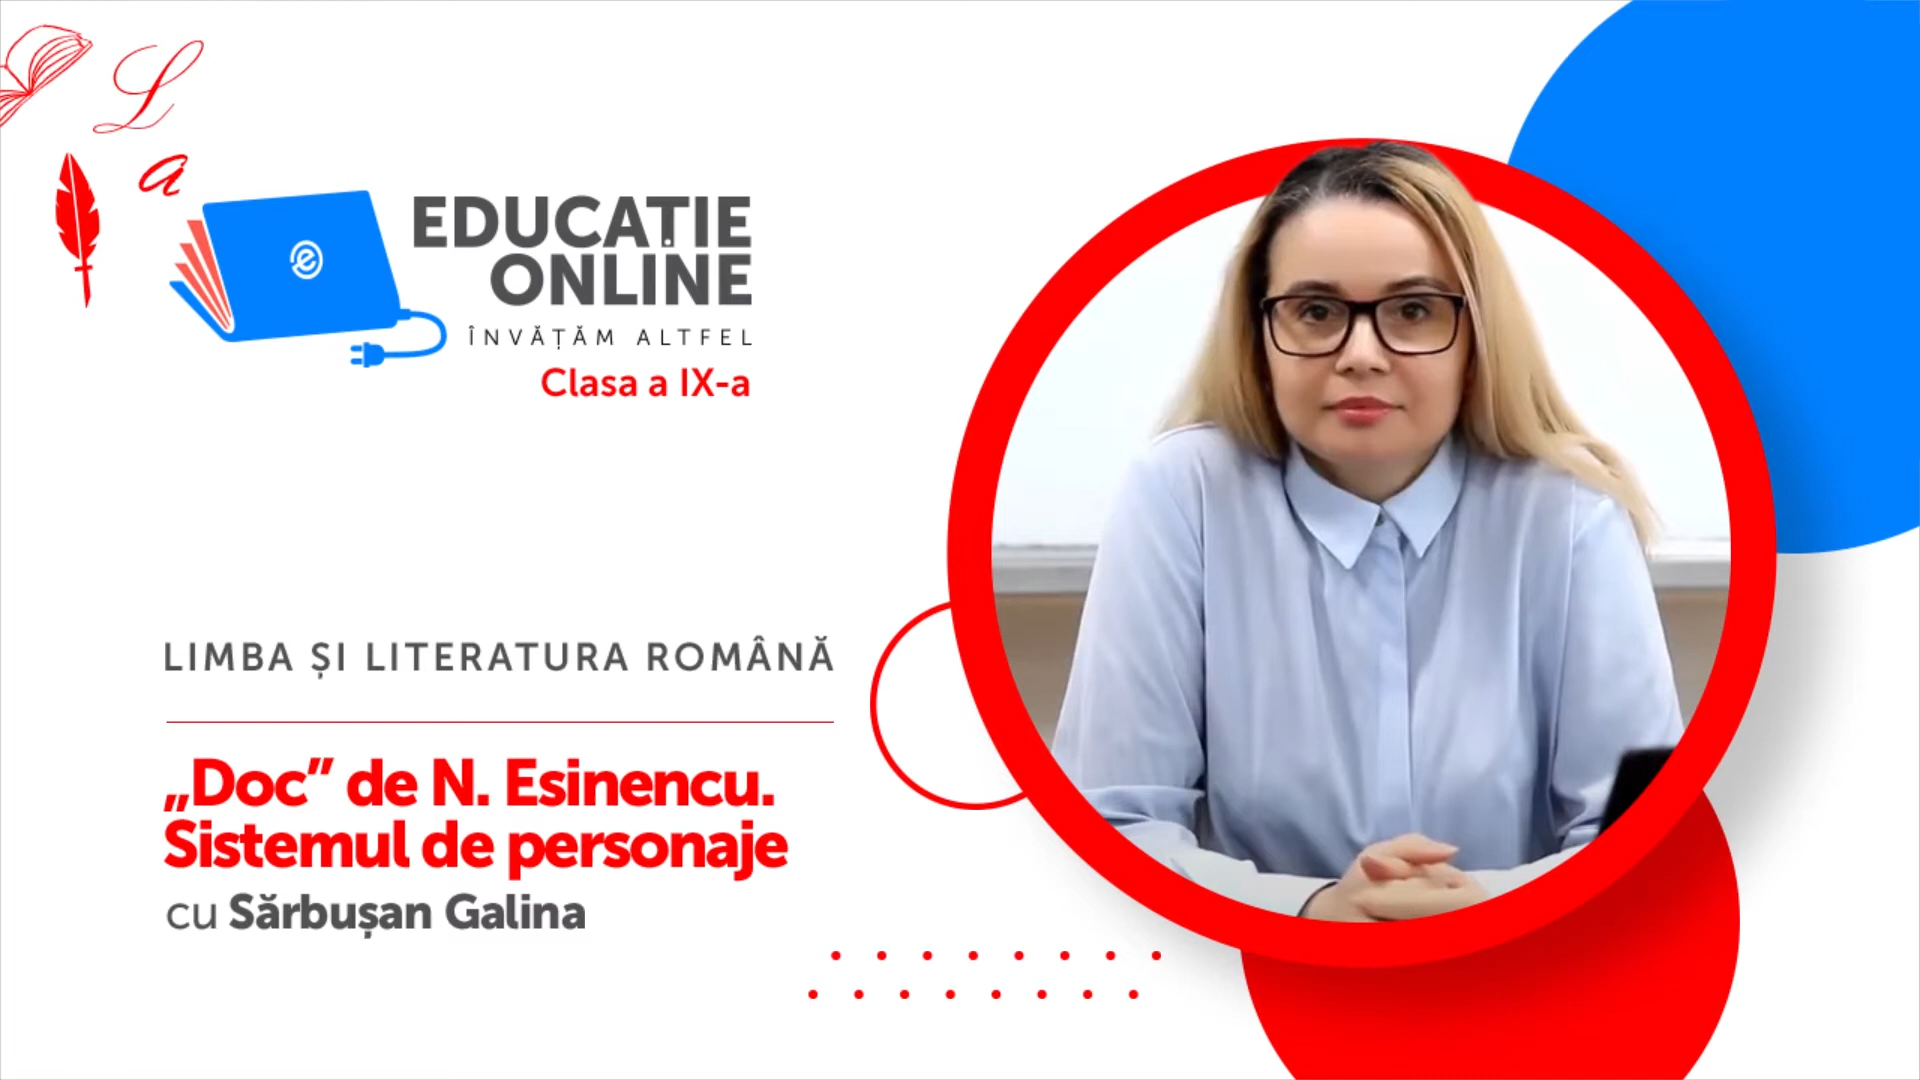 L
a
e
EDUCAȚIE
ONLINE
ÎNVĂȚĂM ALTFEL
Clasa a IX-a
LIMBA ȘI LITERATURA ROMÂNĂ
„Doc” de N. Esinencu.
Sistemul de personaje
cu Sărbușan Galina